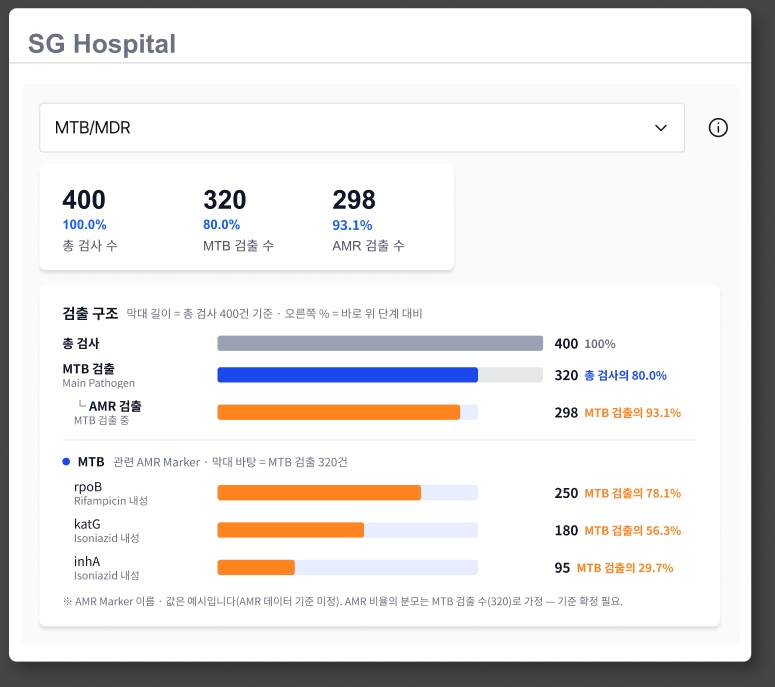 SG Hospital
MTB/MDR
400 320 298
100.0% 80.0% 93.1%
총 검사 수 MTB 검출 수 AMR 검출 수
검출 구조 막대 길이 = 총 검사 400건 기준 · 오른쪽 % = 바로 위 단계 대비
총 검사 400 100%
MTB 검출 320 총 검사의 80.0%
Main Pathogen
└ AMR 검출 298 MTB 검출의 93.1%
MTB 검출 중
MTB 관련 AMR Marker · 막대 바탕 = MTB 검출 320건
rpoB 250 MTB 검출의 78.1%
Rifampicin 내성
katG 180 MTB 검출의 56.3%
Isoniazid 내성
inhA 95 MTB 검출의 29.7%
Isoniazid 내성
※ AMR Marker 이름 · 값은 예시입니다(AMR 데이터 기준 미정). AMR 비율의 분모는 MTB 검출 수(320)로 가정 — 기준 확정 필요.